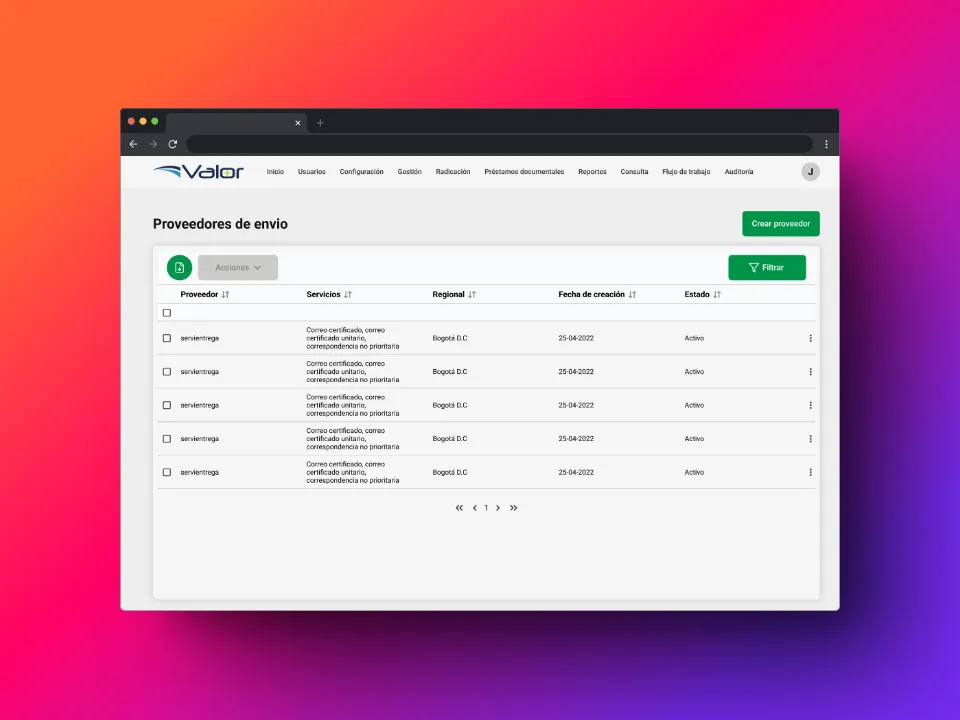 Valor
Inicio Usuarios Configuración Gestión Radicación Préstamos documentales Reportes Consulta Flujo de trabajo Auditoría J
Proveedores de envio
Crear proveedor
Acciones
Filtrar
Proveedor Servicios Regional Fecha de creación Estado
servientrega Correo certificado, correo certificado unitario, correspondencia no prioritaria Bogotá D.C 25-04-2022 Activo
servientrega Correo certificado, correo certificado unitario, correspondencia no prioritaria Bogotá D.C 25-04-2022 Activo
servientrega Correo certificado, correo certificado unitario, correspondencia no prioritaria Bogotá D.C 25-04-2022 Activo
servientrega Correo certificado, correo certificado unitario, correspondencia no prioritaria Bogotá D.C 25-04-2022 Activo
servientrega Correo certificado, correo certificado unitario, correspondencia no prioritaria Bogotá D.C 25-04-2022 Activo
1